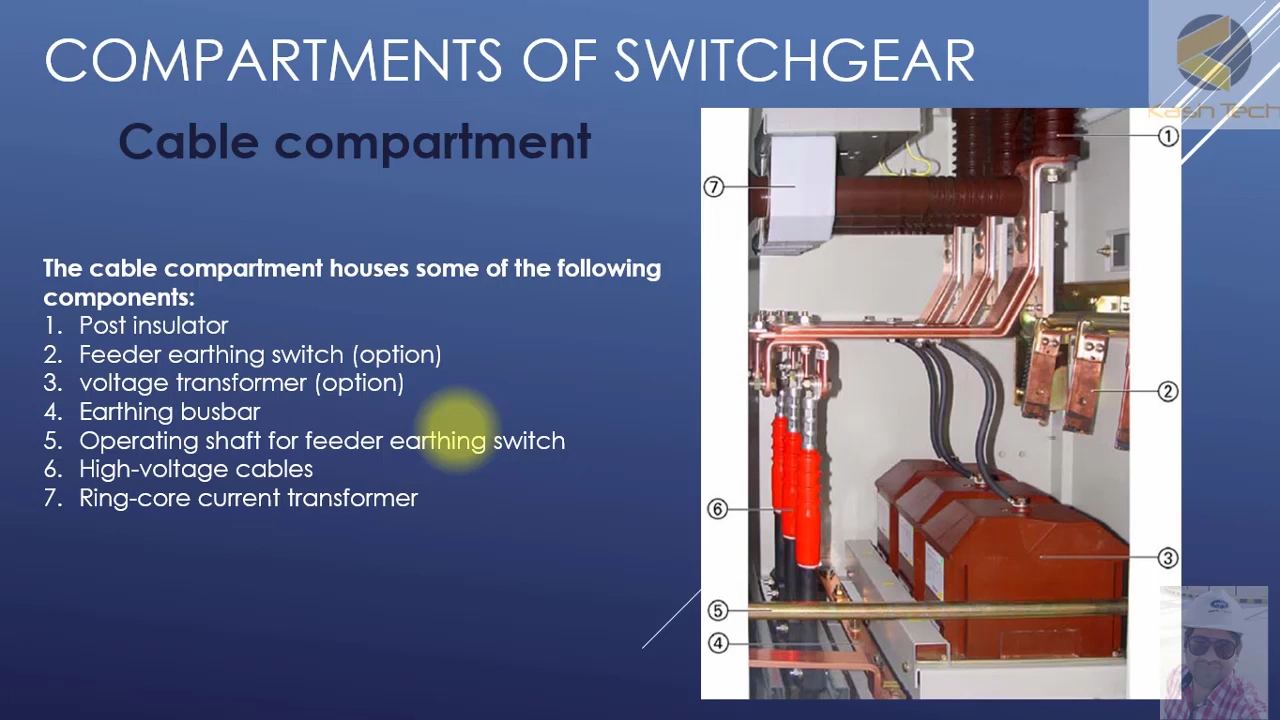 COMPARTMENTS OF SWITCHGEAR
Kash Tech
Cable compartment
The cable compartment houses some of the following
components:
1. Post insulator
2. Feeder earthing switch (option)
3. voltage transformer (option)
4. Earthing busbar
5. Operating shaft for feeder earthing switch
6. High-voltage cables
7. Ring-core current transformer
1
7
2
6
3
5
4